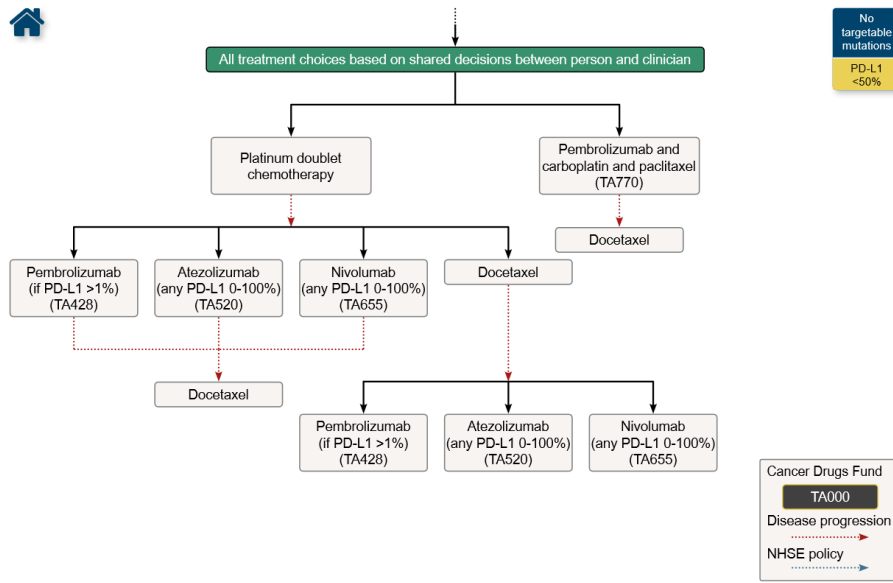 No
targetable
mutations
PD-L1
<50%
All treatment choices based on shared decisions between person and clinician
Platinum doublet
chemotherapy
Pembrolizumab and
carboplatin and paclitaxel
(TA770)
Docetaxel
Pembrolizumab
(if PD-L1 >1%)
(TA428)
Atezolizumab
(any PD-L1 0-100%)
(TA520)
Nivolumab
(any PD-L1 0-100%)
(TA655)
Docetaxel
Docetaxel
Pembrolizumab
(if PD-L1 >1%)
(TA428)
Atezolizumab
(any PD-L1 0-100%)
(TA520)
Nivolumab
(any PD-L1 0-100%)
(TA655)
Cancer Drugs Fund
TA000
Disease progression
NHSE policy